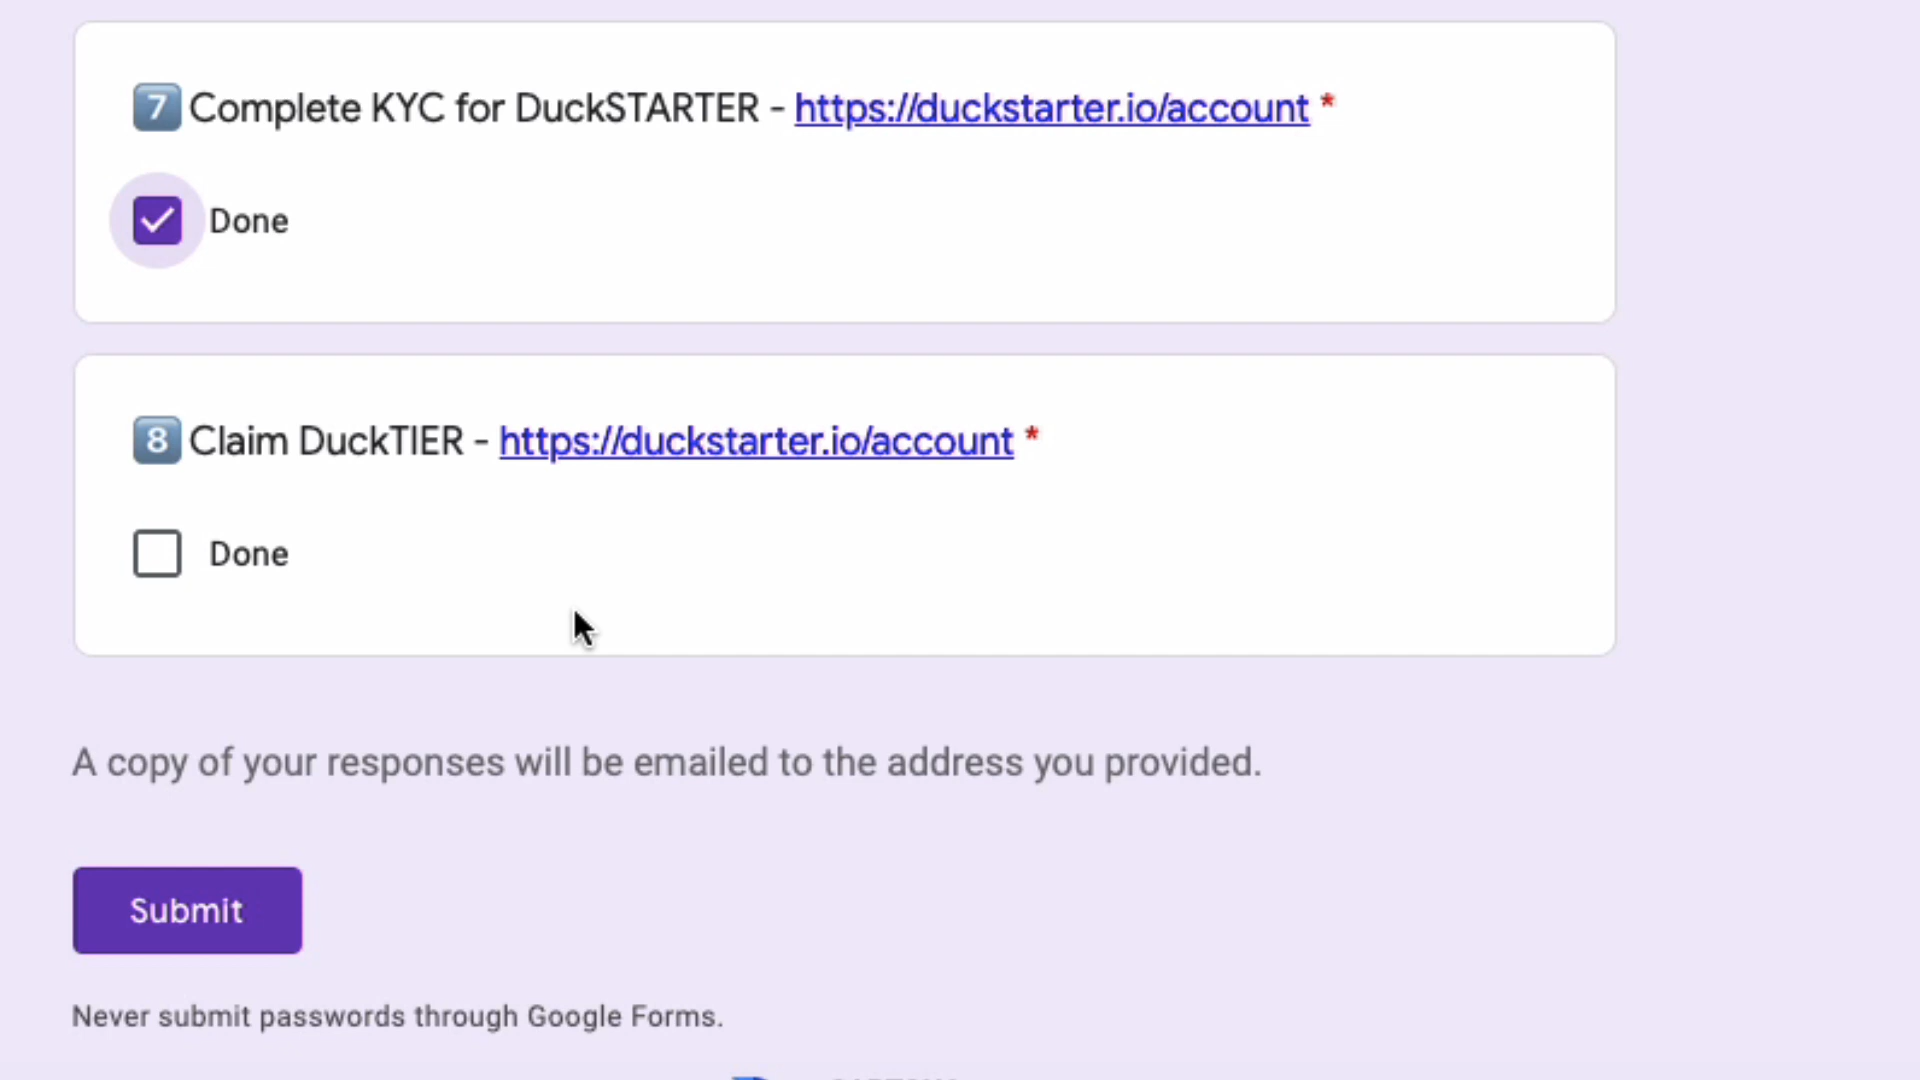 7 Complete KYC for DuckSTARTER - https://duckstarter.io/account *
Done
8 Claim DuckTIER - https://duckstarter.io/account *
Done
A copy of your responses will be emailed to the address you provided.
Submit
Never submit passwords through Google Forms.